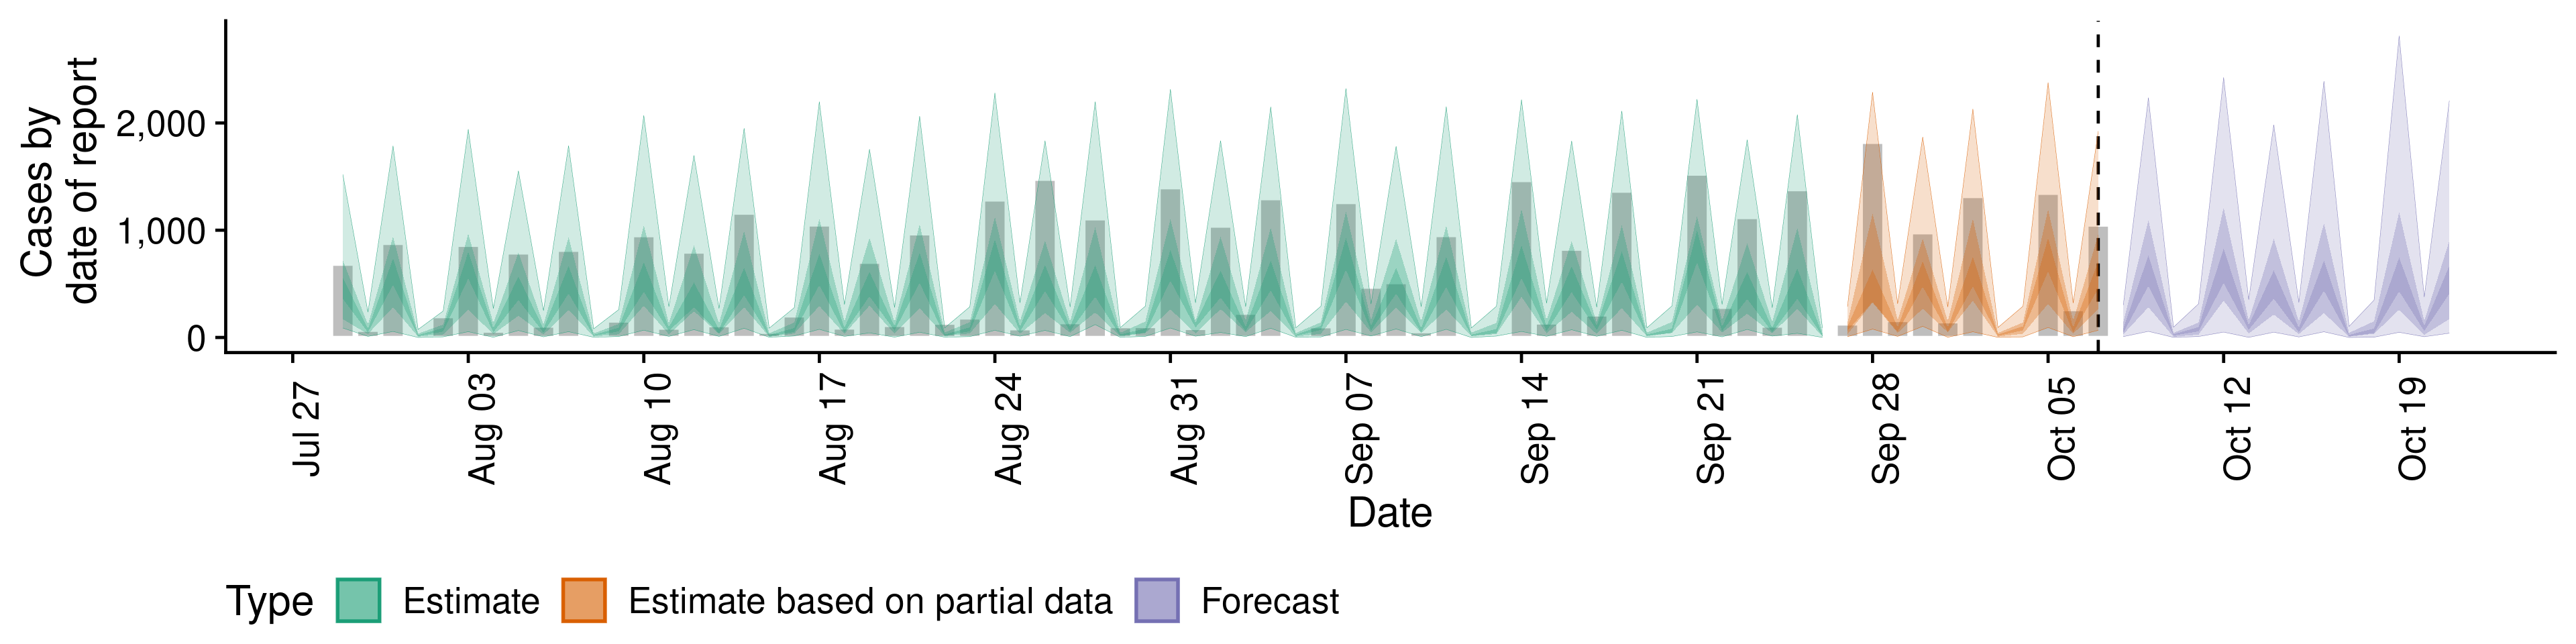 Cases by
date of report
2,000
1,000
0
Jul 27
Aug 03
Aug 10
Aug 17
Aug 24
Aug 31
Sep 07
Sep 14
Sep 21
Sep 28
Oct 05
Oct 12
Oct 19
Date
Type Estimate Estimate based on partial data Forecast